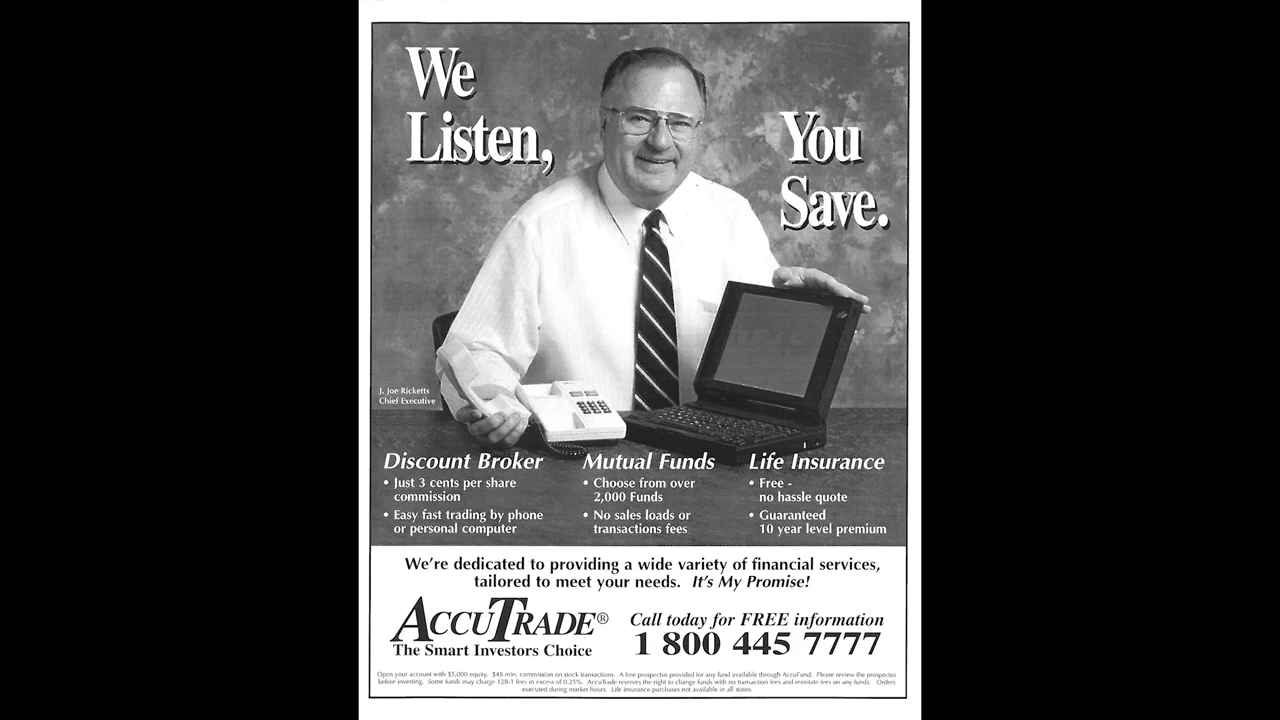 We
Listen,
You
Save.
J. Joe Ricketts
Chief Executive
Discount Broker
• Just 3 cents per share
commission
• Easy fast trading by phone
or personal computer
Mutual Funds
• Choose from over
2,000 Funds
• No sales loads or
transactions fees
Life Insurance
• Free -
no hassle quote
• Guaranteed
10 year level premium
We're dedicated to providing a wide variety of financial services,
tailored to meet your needs. It's My Promise!
ACCUTRADE®
The Smart Investors Choice
Call today for FREE information
1 800 445 7777
Open your account with $5,000 equity. $48 min. commission on stock transactions. A free prospectus provided for any fund available through AccuFund. Please review the prospectus
before investing. Some funds may charge 12B-1 fees in excess of 0.25%. AccuTrade reserves the right to change funds with no transaction fees and reinstate fees on any funds. Orders
executed during market hours. Life insurance purchases not available in all states.